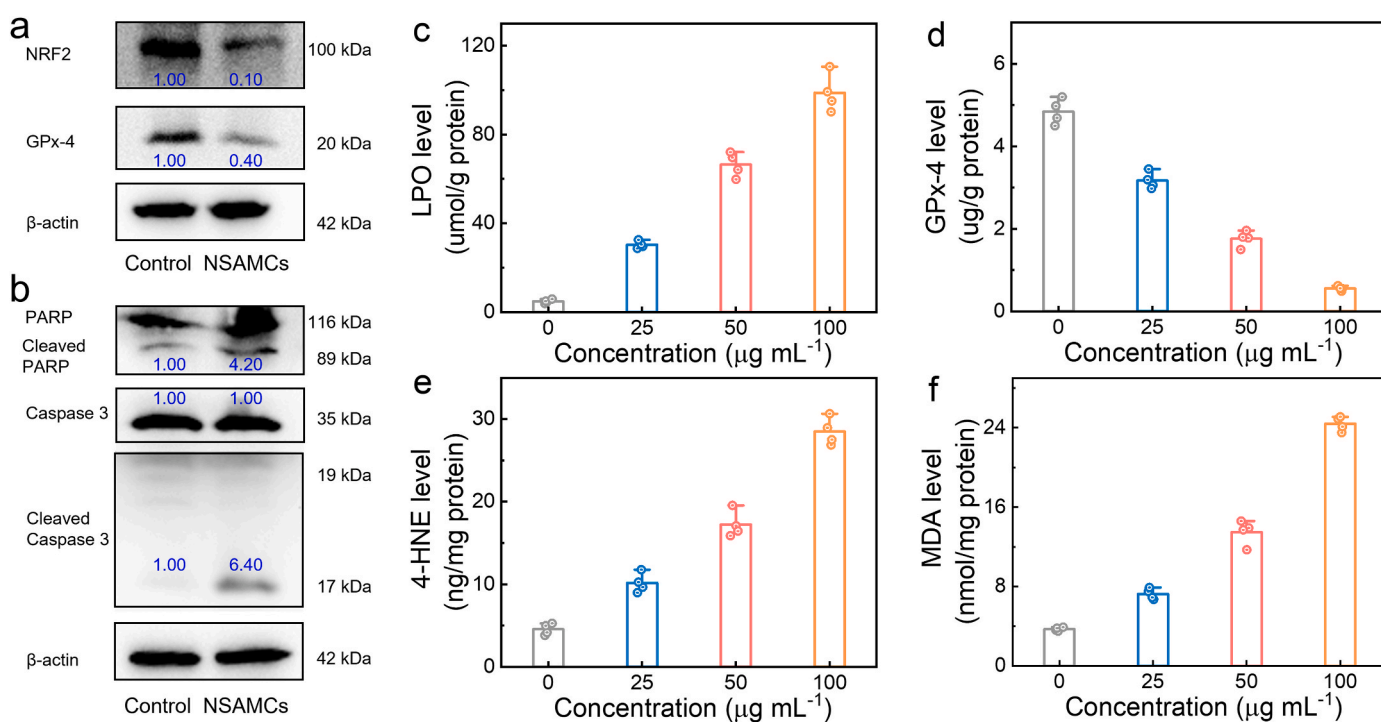 a
NRF2
1.00 0.10
100 kDa
GPx-4
1.00 0.40
20 kDa
β-actin
42 kDa
Control NSAMCs
b
PARP
116 kDa
Cleaved
PARP
1.00 4.20
89 kDa
Caspase 3
1.00 1.00
35 kDa
19 kDa
Cleaved
Caspase 3
1.00 6.40
17 kDa
β-actin
42 kDa
Control NSAMCs
c
LPO level
(umol/g protein)
120
80
40
0
0 25 50 100
Concentration (μg mL⁻¹)
d
GPx-4 level
(ug/g protein)
6
4
2
0
0 25 50 100
Concentration (μg mL⁻¹)
e
4-HNE level
(ng/mg protein)
30
20
10
0
0 25 50 100
Concentration (μg mL⁻¹)
f
MDA level
(nmol/mg protein)
24
16
8
0
0 25 50 100
Concentration (μg mL⁻¹)